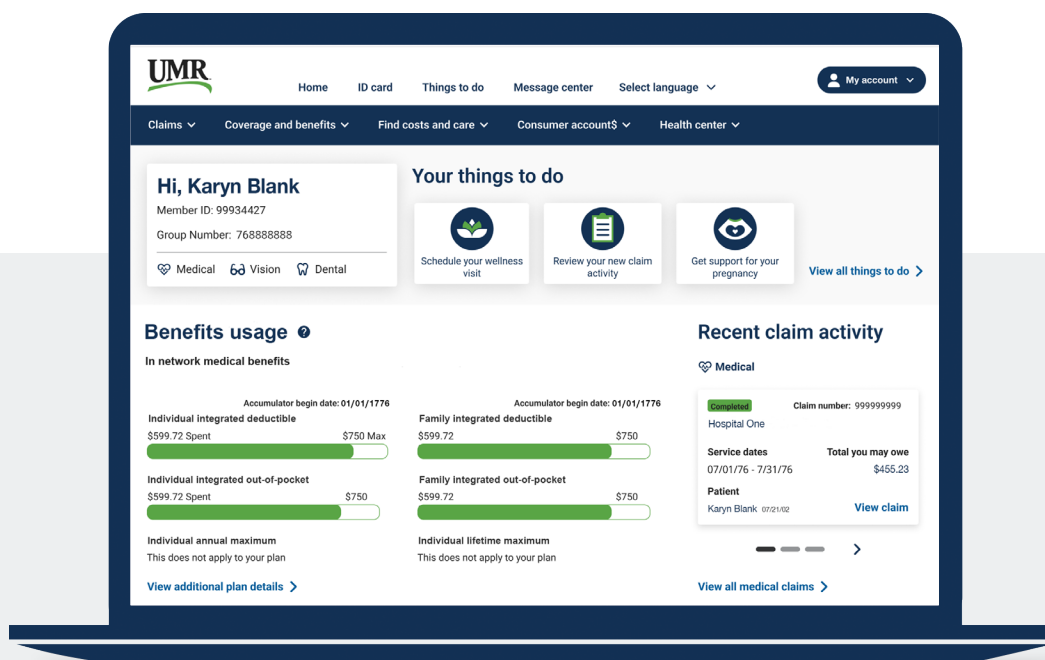 UMR
Home ID card Things to do Message center Select language
My account
Claims Coverage and benefits Find costs and care Consumer account$ Health center
Hi, Karyn Blank
Member ID: 99934427
Group Number: 768888888
Medical Vision Dental
Your things to do
Schedule your wellness
visit
Review your new claim
activity
Get support for your
pregnancy
View all things to do
Benefits usage ?
In network medical benefits
Accumulator begin date: 01/01/1776
Individual integrated deductible
$599.72 Spent $750 Max
Accumulator begin date: 01/01/1776
Family integrated deductible
$599.72 $750
Individual integrated out-of-pocket
$599.72 Spent $750
Family integrated out-of-pocket
$599.72 $750
Individual annual maximum
This does not apply to your plan
Individual lifetime maximum
This does not apply to your plan
View additional plan details
Recent claim activity
Medical
Completed Claim number: 999999999
Hospital One
Service dates Total you may owe
07/01/76 - 7/31/76 $455.23
Patient
Karyn Blank 07/21/02 View claim
View all medical claims